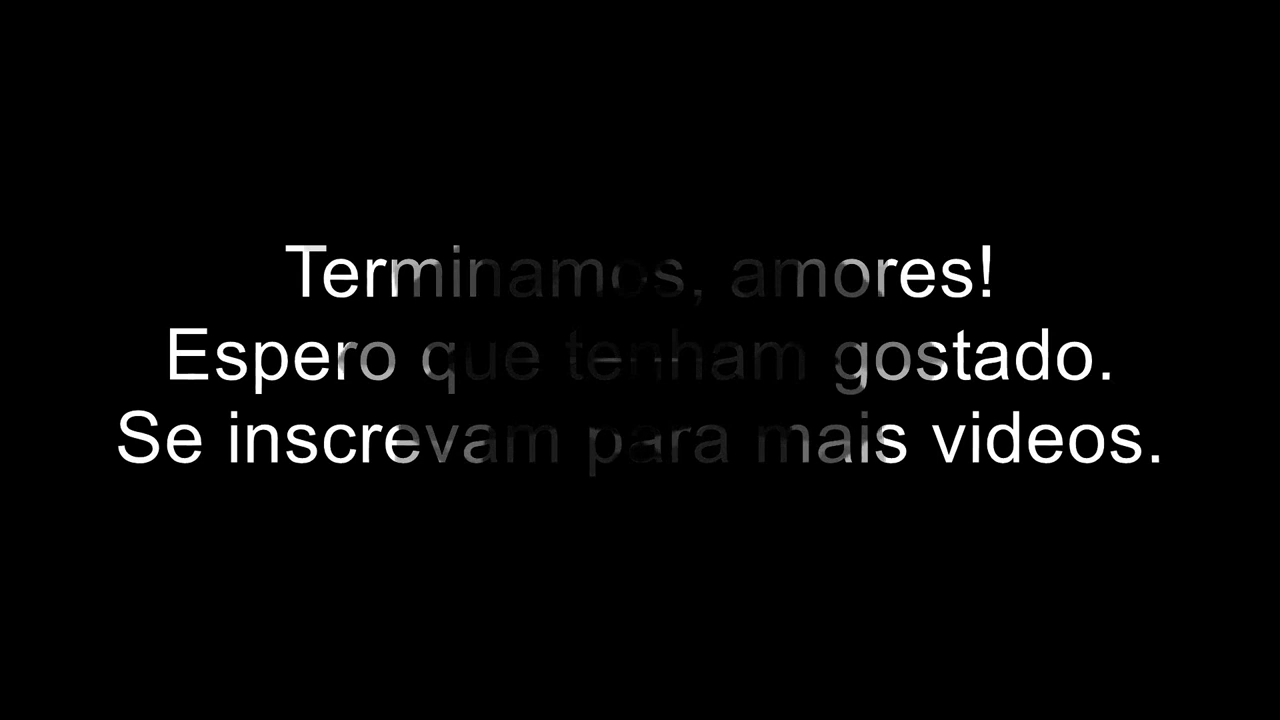 Terminamos, amores!
Espero que tenham gostado.
Se inscrevam para mais videos.